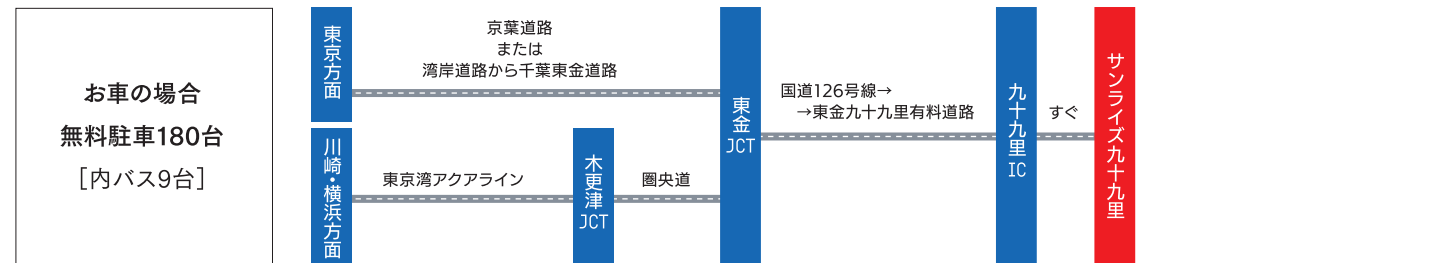 お車の場合
無料駐車180台
［内バス9台］
東京方面
京葉道路
または
湾岸道路から千葉東金道路
川崎・横浜方面
東京湾アクアライン
木更津JCT
圏央道
東金JCT
国道126号線→
→東金九十九里有料道路
九十九里IC
すぐ
サンライズ九十九里